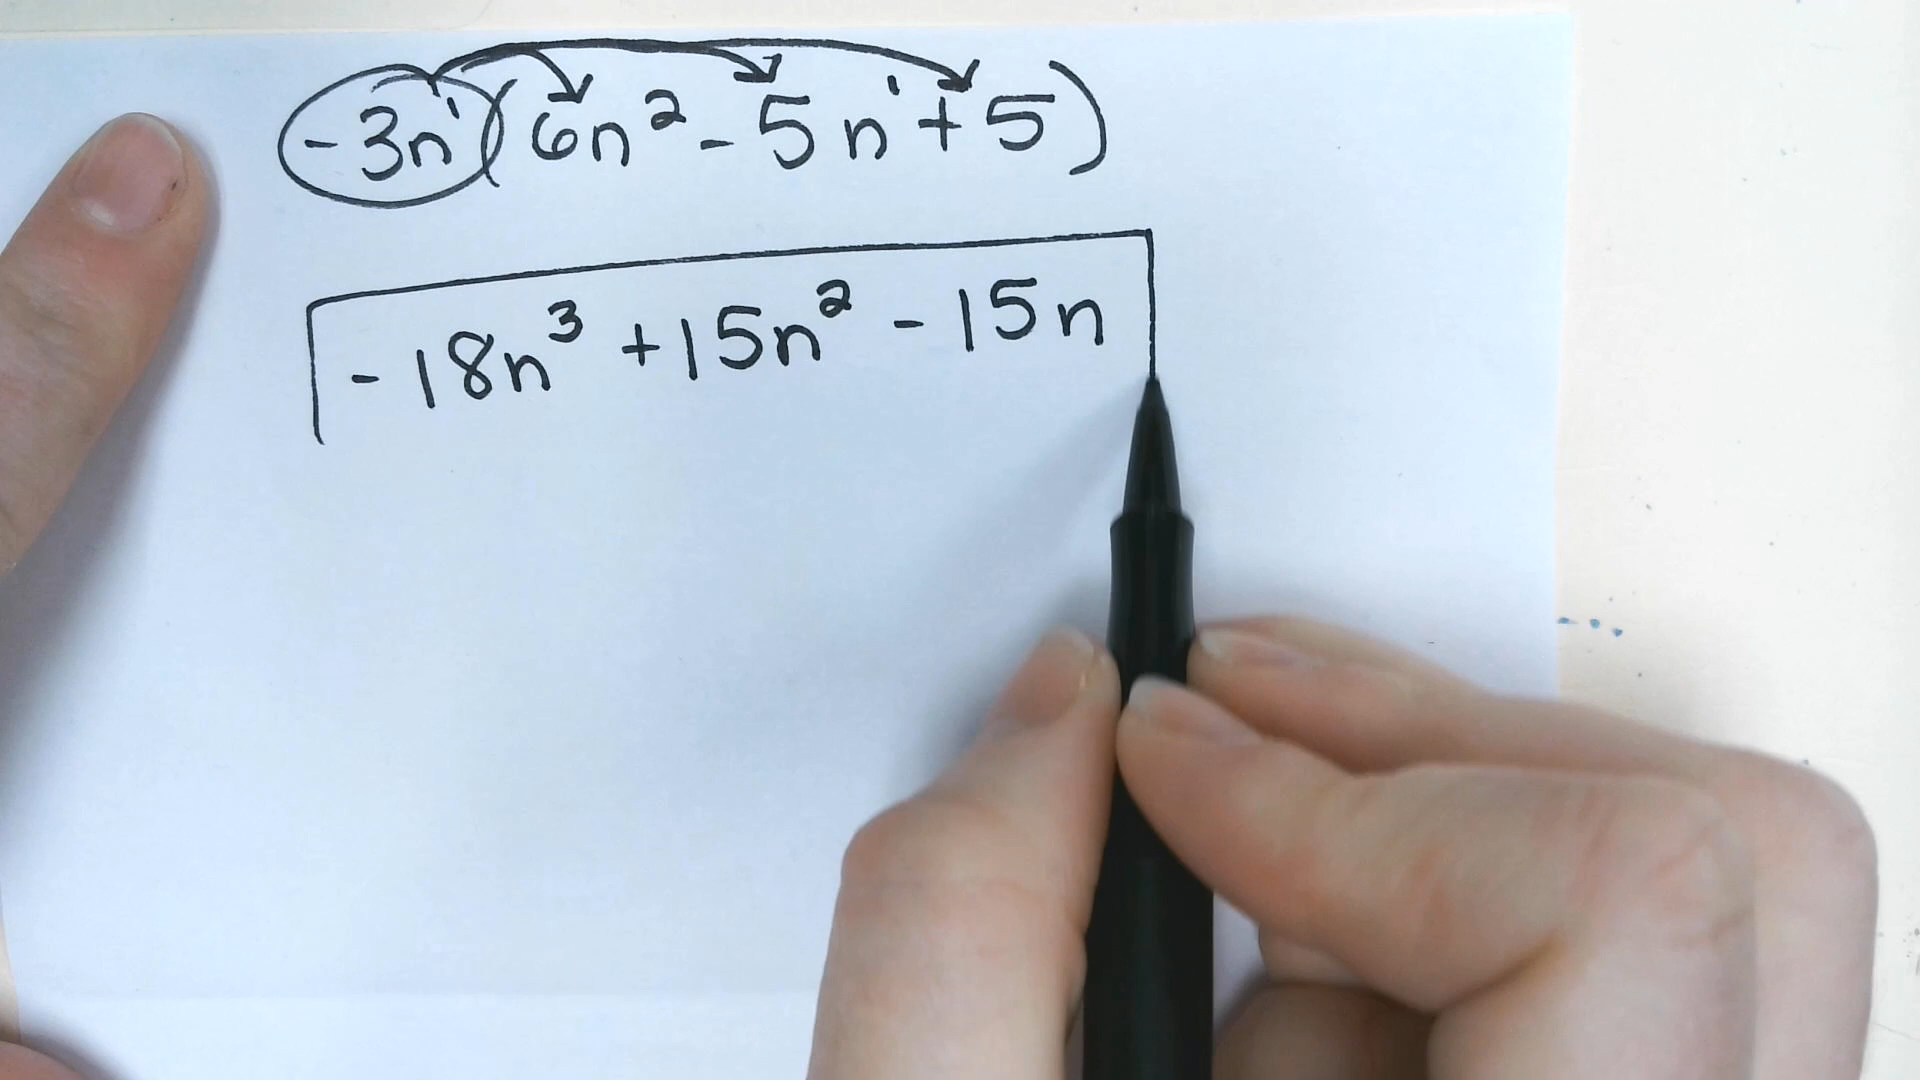 -3n¹(6n² - 5n¹ + 5)
-18n³ + 15n² - 15n